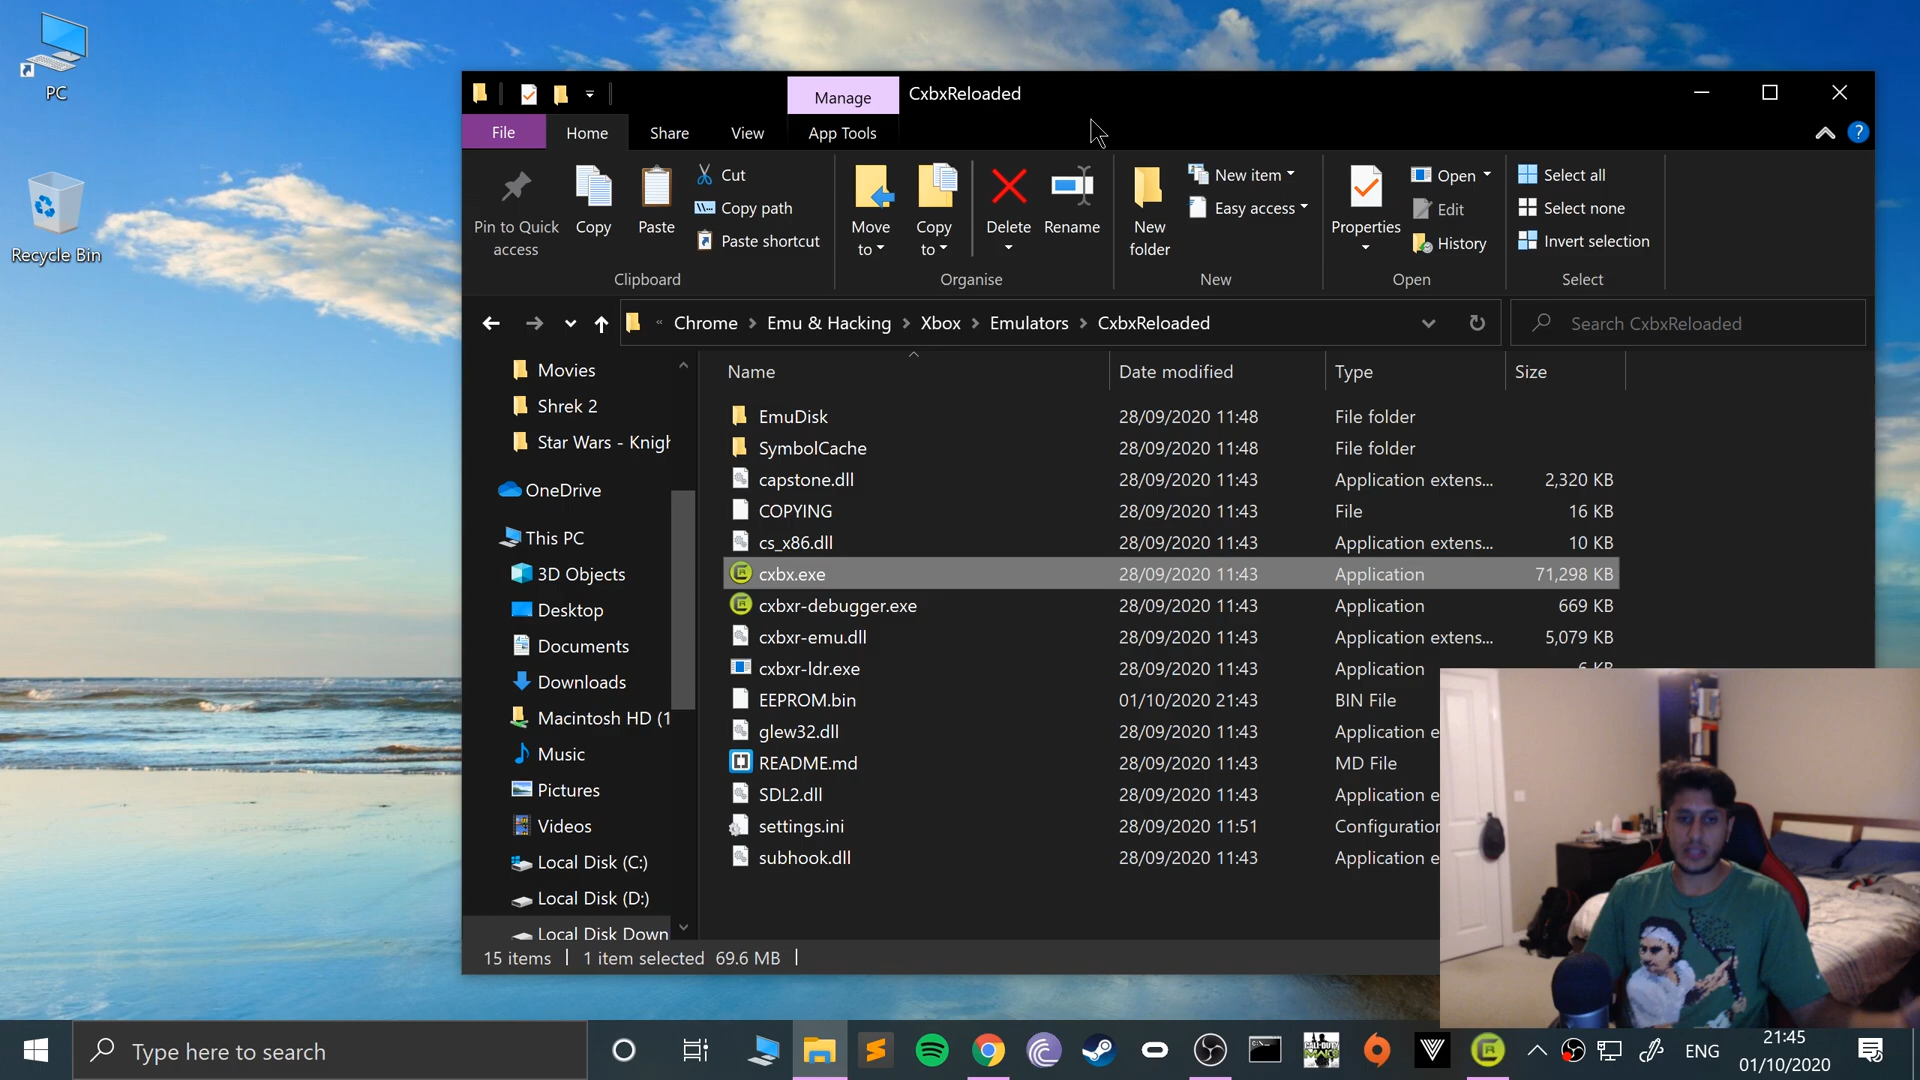 PC
Recycle Bin
Manage
CxbxReloaded
File
Home
Share
View
App Tools
Pin to Quick access
Copy
Paste
Cut
Copy path
Paste shortcut
Clipboard
Move to
Copy to
Delete
Rename
Organise
New folder
New item
Easy access
New
Properties
Open
Edit
History
Open
Select all
Select none
Invert selection
Select
« Chrome > Emu & Hacking > Xbox > Emulators > CxbxReloaded
Search CxbxReloaded
Movies
Shrek 2
Star Wars - Knigh
OneDrive
This PC
3D Objects
Desktop
Documents
Downloads
Macintosh HD (1
Music
Pictures
Videos
Local Disk (C:)
Local Disk (D:)
Local Disk Down
Name Date modified Type Size
EmuDisk 28/09/2020 11:48 File folder
SymbolCache 28/09/2020 11:48 File folder
capstone.dll 28/09/2020 11:43 Application extens... 2,320 KB
COPYING 28/09/2020 11:43 File 16 KB
cs_x86.dll 28/09/2020 11:43 Application extens... 10 KB
cxbx.exe 28/09/2020 11:43 Application 71,298 KB
cxbxr-debugger.exe 28/09/2020 11:43 Application 669 KB
cxbxr-emu.dll 28/09/2020 11:43 Application extens... 5,079 KB
cxbxr-ldr.exe 28/09/2020 11:43 Application 6 KB
EEPROM.bin 01/10/2020 21:43 BIN File
glew32.dll 28/09/2020 11:43 Application e
README.md 28/09/2020 11:43 MD File
SDL2.dll 28/09/2020 11:43 Application e
settings.ini 28/09/2020 11:51 Configuration
subhook.dll 28/09/2020 11:43 Application e
15 items 1 item selected 69.6 MB
Type here to search
ENG
21:45
01/10/2020